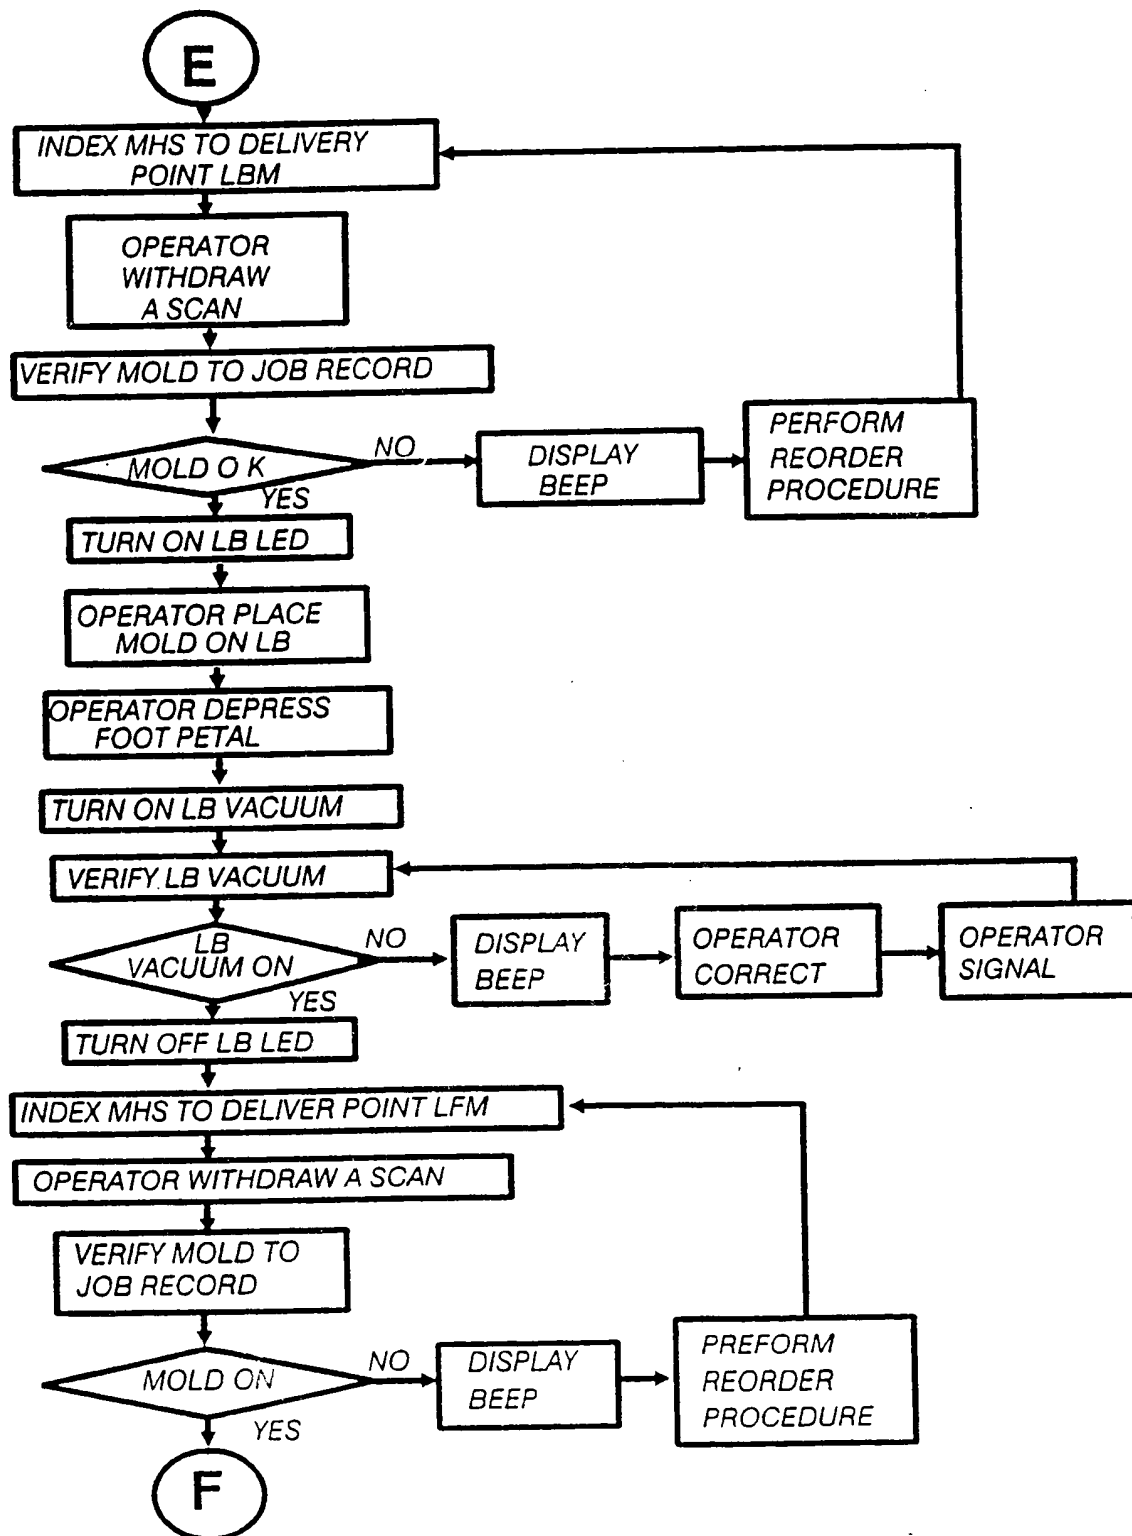 E
INDEX MHS TO DELIVERY
POINT LBM
OPERATOR
WITHDRAW
A SCAN
VERIFY MOLD TO JOB RECORD
MOLD O K
NO
YES
DISPLAY
BEEP
PERFORM
REORDER
PROCEDURE
TURN ON LB LED
OPERATOR PLACE
MOLD ON LB
OPERATOR DEPRESS
FOOT PETAL
TURN ON LB VACUUM
VERIFY LB VACUUM
LB
VACUUM ON
NO
YES
DISPLAY
BEEP
OPERATOR
CORRECT
OPERATOR
SIGNAL
TURN OFF LB LED
INDEX MHS TO DELIVER POINT LFM
OPERATOR WITHDRAW A SCAN
VERIFY MOLD TO
JOB RECORD
MOLD ON
NO
YES
DISPLAY
BEEP
PREFORM
REORDER
PROCEDURE
F